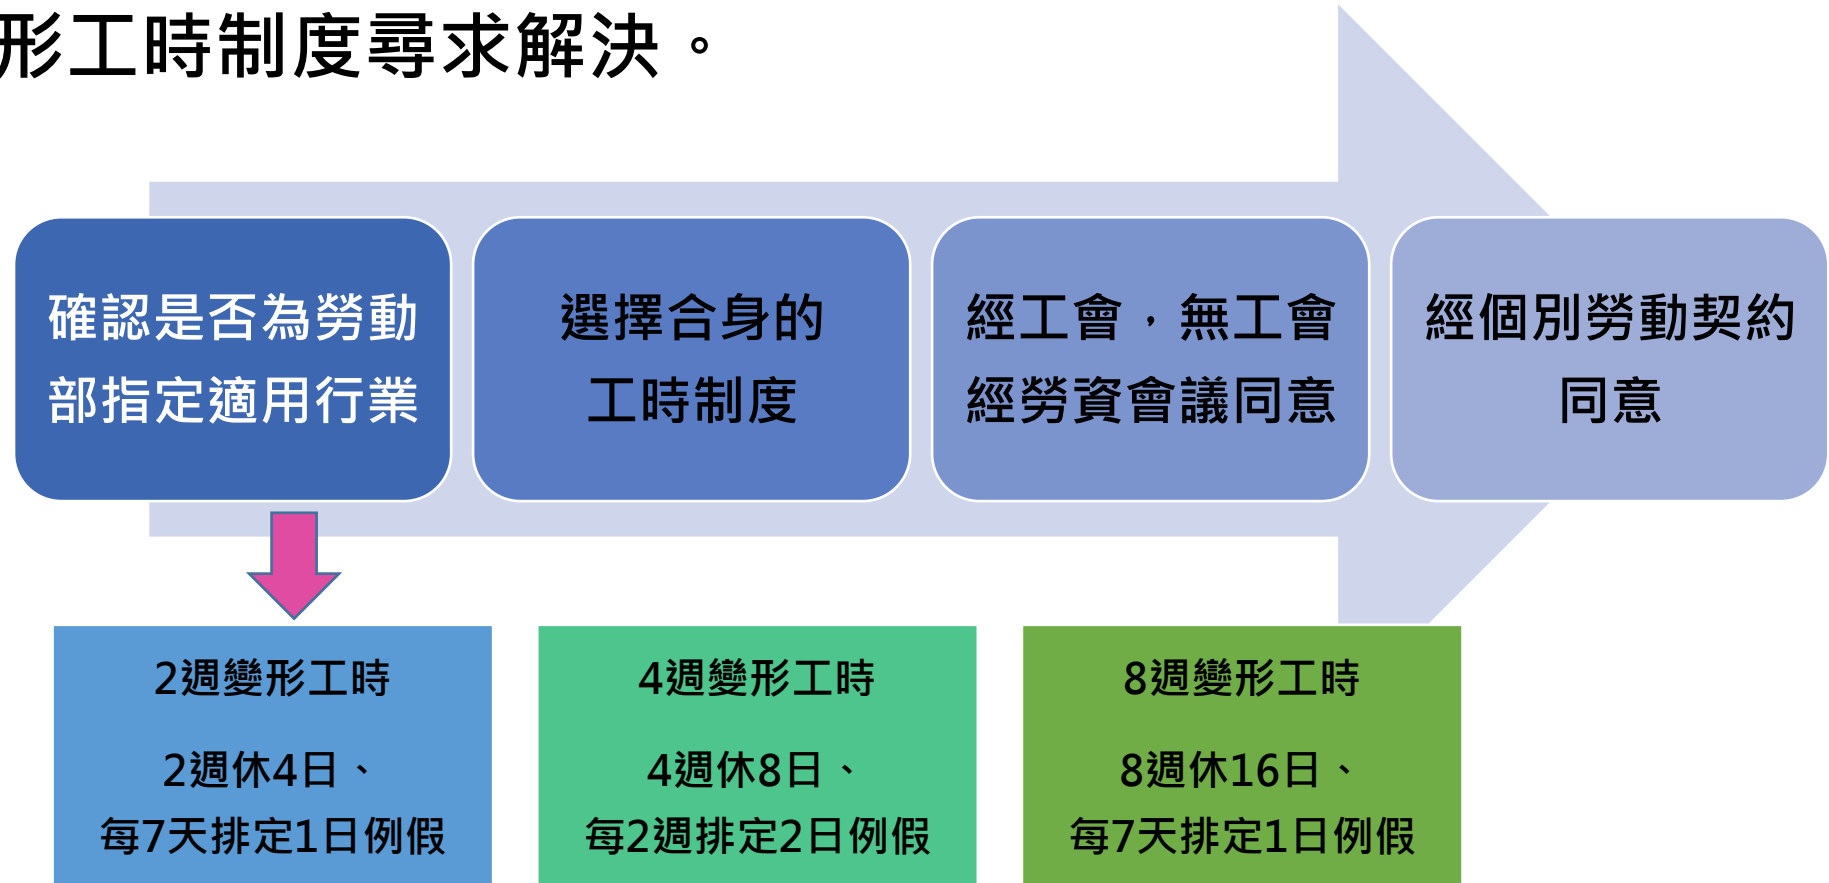 形工時制度尋求解決。
確認是否為勞動
部指定適用行業
選擇合身的
工時制度
經工會，無工會
經勞資會議同意
經個別勞動契約
同意
2週變形工時
2週休4日、
每7天排定1日例假
4週變形工時
4週休8日、
每2週排定2日例假
8週變形工時
8週休16日、
每7天排定1日例假